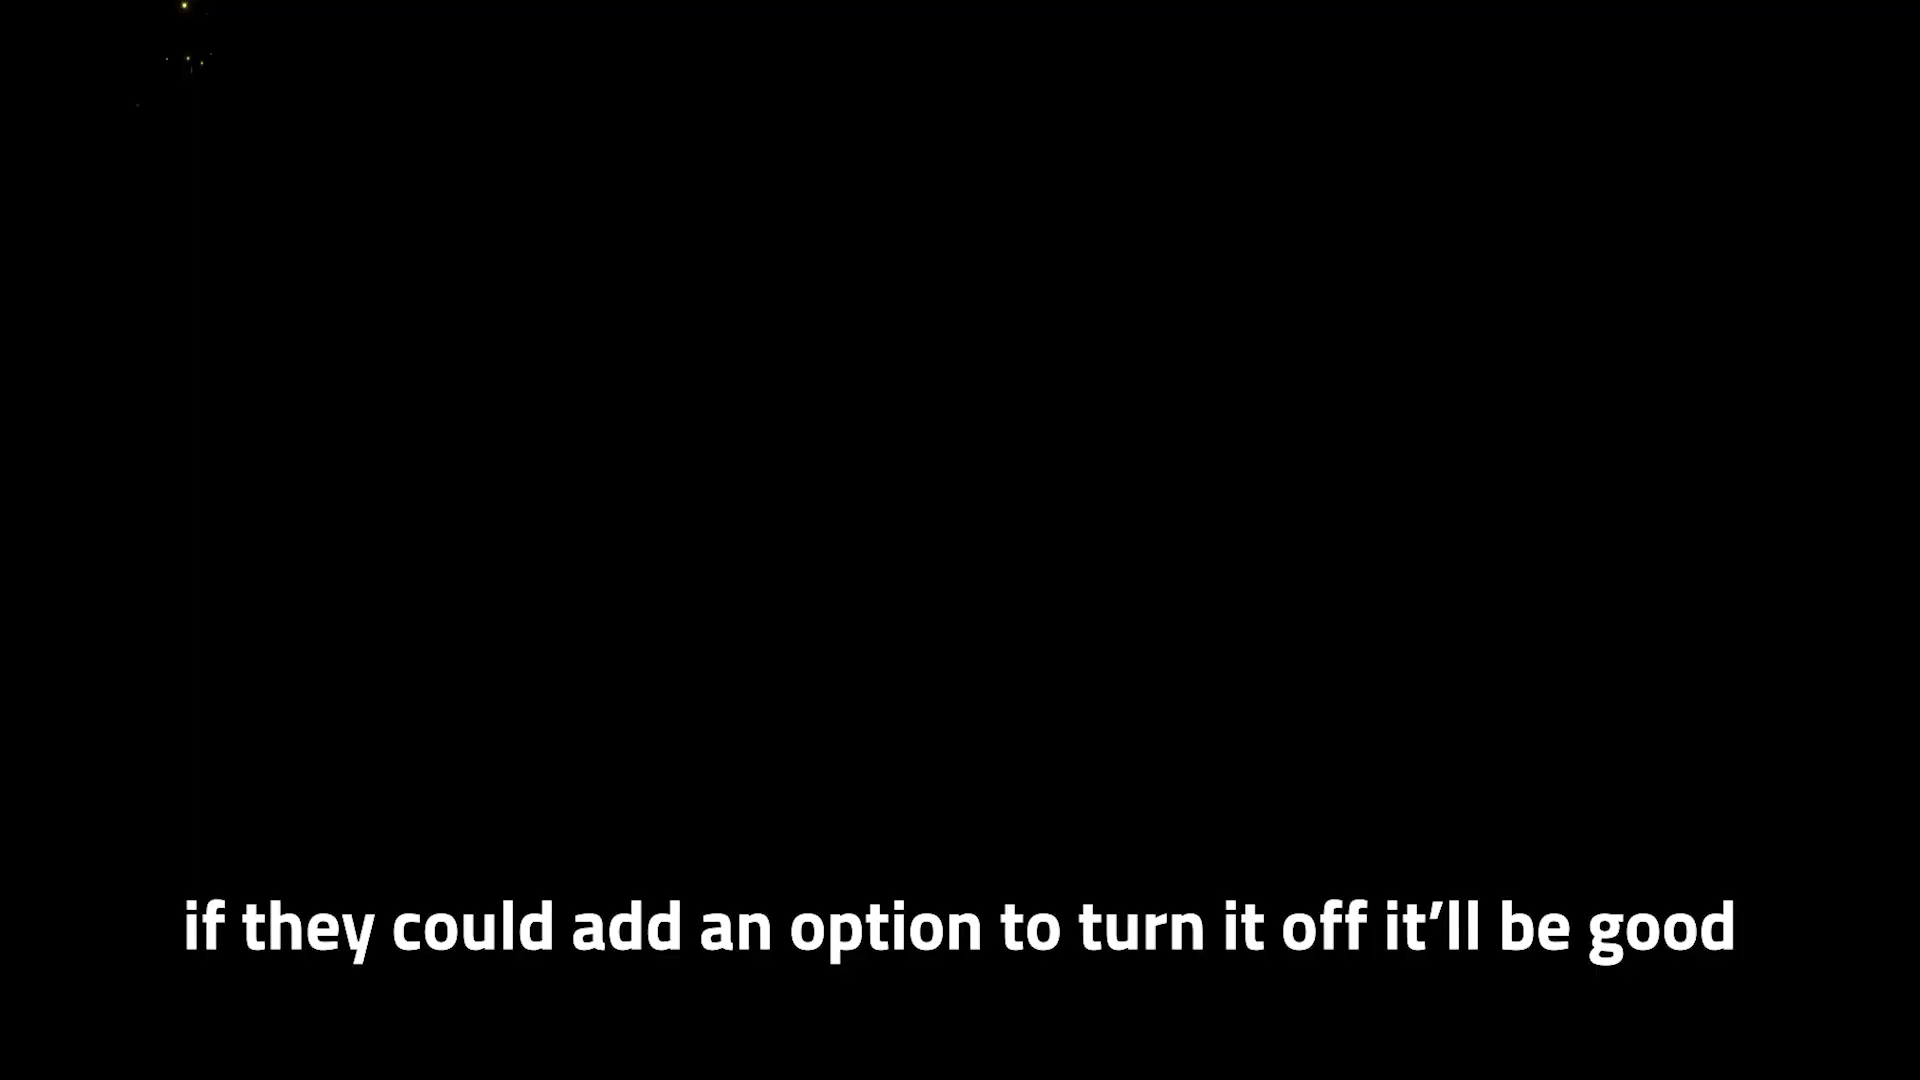 if they could add an option to turn it off it’ll be good